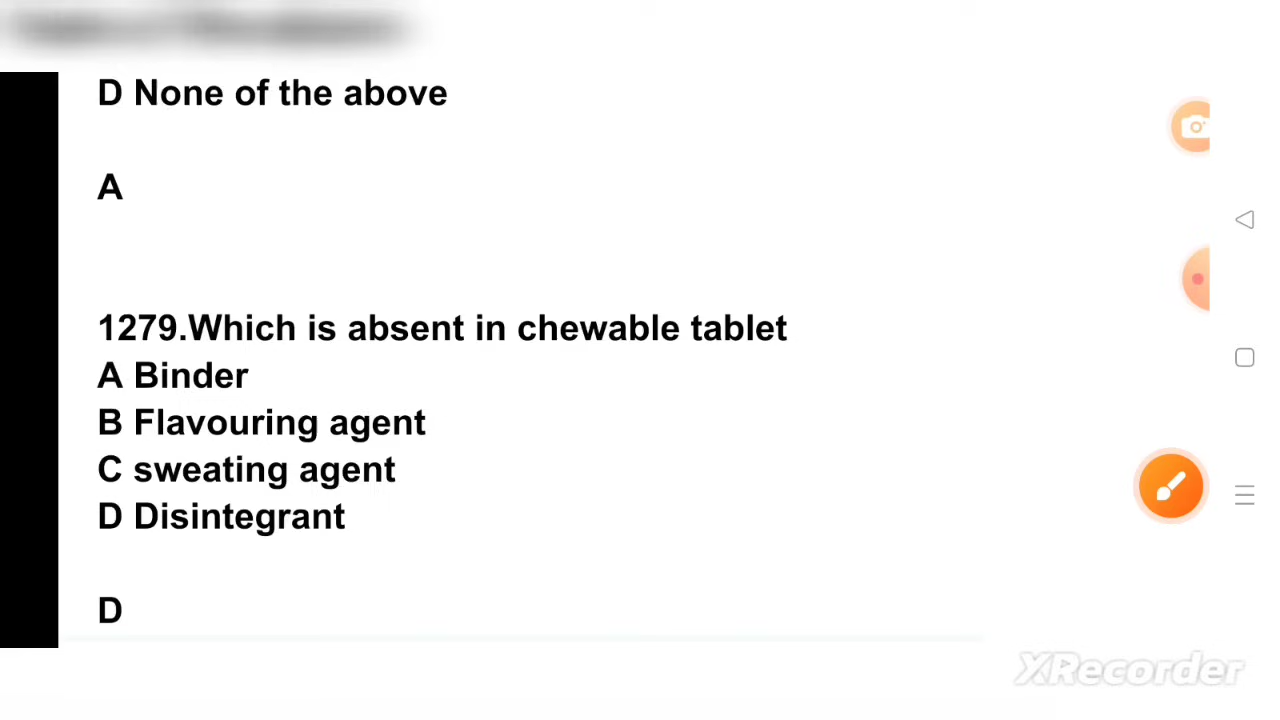 D None of the above
A
1279.Which is absent in chewable tablet
A Binder
B Flavouring agent
C sweating agent
D Disintegrant
D
XRecorder